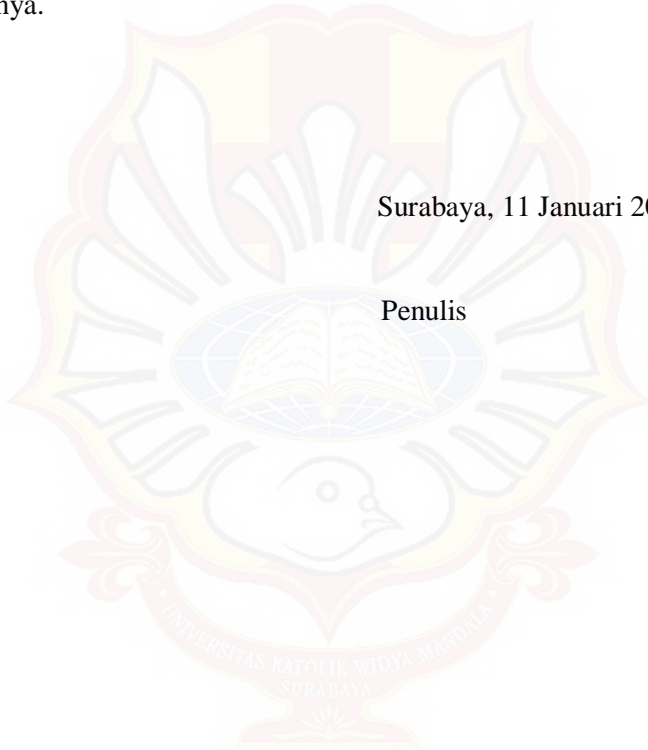 nya.
Surabaya, 11 Januari 20
Penulis
UNIVERSITAS KATOLIK WIDYA MANDALA
SURABAYA